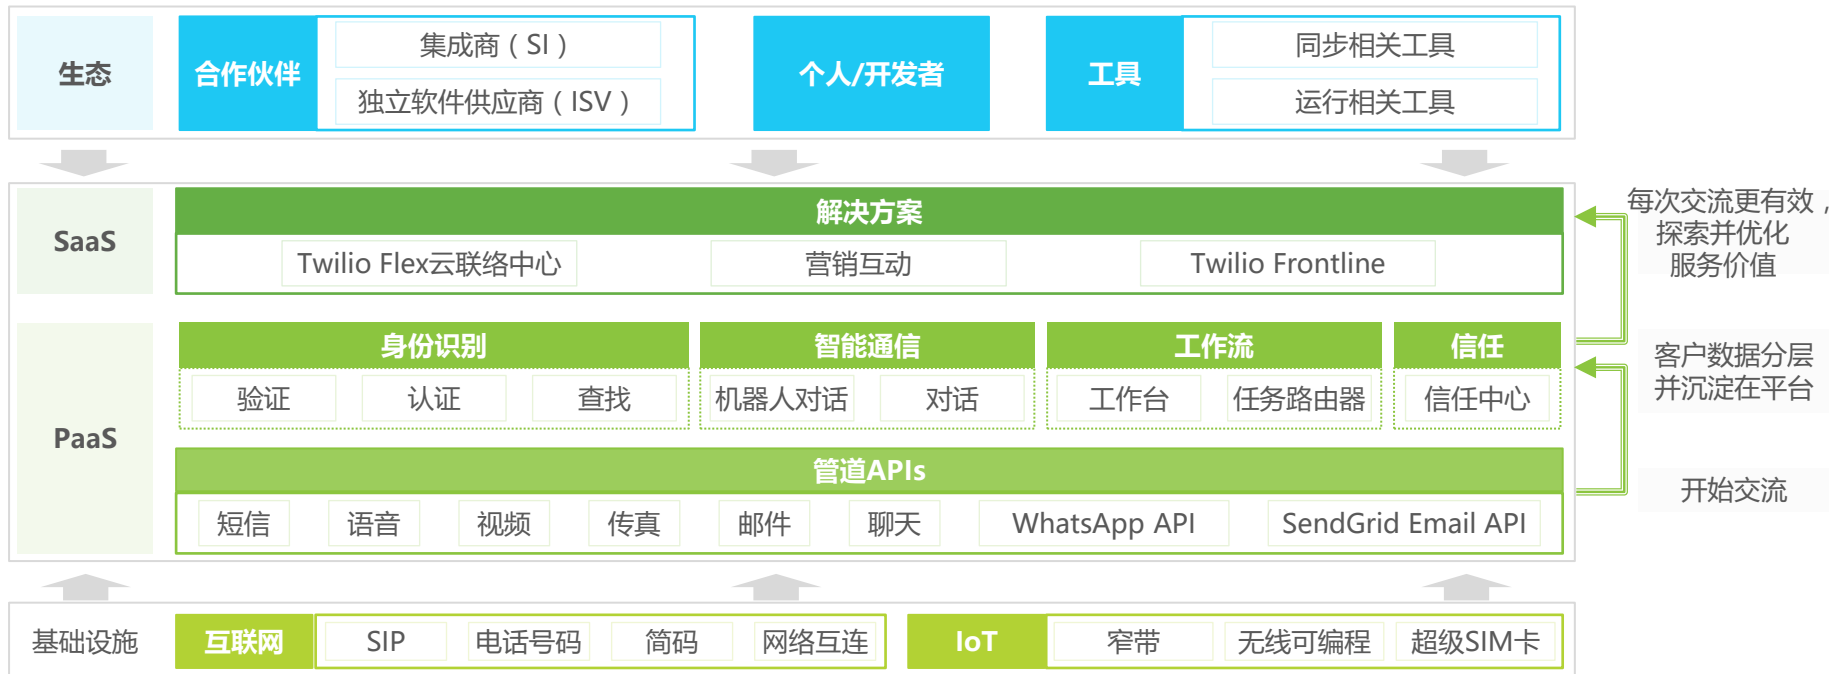 生态
合作伙伴
集成商（SI）
独立软件供应商（ISV）
个人/开发者
工具
同步相关工具
运行相关工具
SaaS
解决方案
Twilio Flex云联络中心
营销互动
Twilio Frontline
每次交流更有效，
探索并优化
服务价值
PaaS
身份识别
验证
认证
查找
智能通信
机器人对话
对话
工作流
工作台
任务路由器
信任
信任中心
客户数据分层
并沉淀在平台
管道APIs
短信
语音
视频
传真
邮件
聊天
WhatsApp API
SendGrid Email API
开始交流
基础设施
互联网
SIP
电话号码
简码
网络互连
IoT
窄带
无线可编程
超级SIM卡